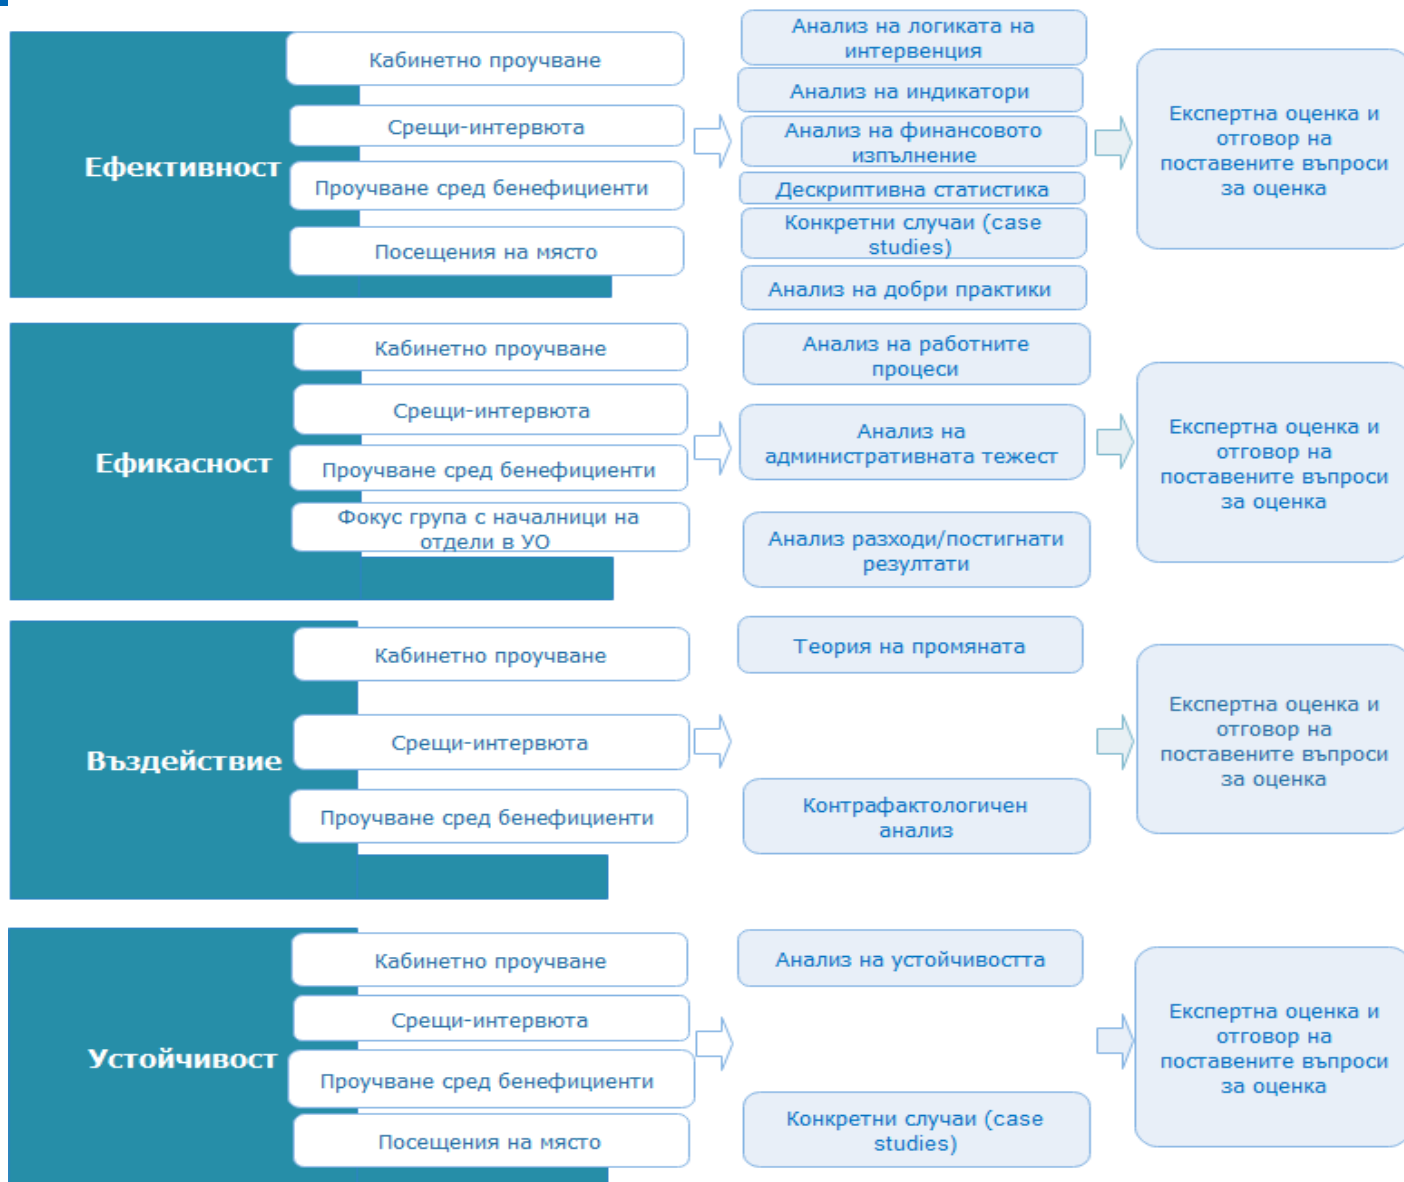 Ефективност
Кабинетно проучване
Срещи-интервюта
Проучване сред бенефициенти
Посещения на място
Анализ на логиката на
интервенция
Анализ на индикатори
Анализ на финансовото
изпълнение
Дескриптивна статистика
Конкретни случаи (case
studies)
Анализ на добри практики
Експертна оценка и
отговор на
поставените въпроси
за оценка
Ефикасност
Кабинетно проучване
Срещи-интервюта
Проучване сред бенефициенти
Фокус група с началници на
отдели в УО
Анализ на работните
процеси
Анализ на
административната тежест
Анализ разходи/постигнати
резултати
Експертна оценка и
отговор на
поставените въпроси
за оценка
Въздействие
Кабинетно проучване
Срещи-интервюта
Проучване сред бенефициенти
Теория на промяната
Контрафактологичен
анализ
Експертна оценка и
отговор на
поставените въпроси
за оценка
Устойчивост
Кабинетно проучване
Срещи-интервюта
Проучване сред бенефициенти
Посещения на място
Анализ на устойчивостта
Конкретни случаи (case
studies)
Експертна оценка и
отговор на
поставените въпроси
за оценка